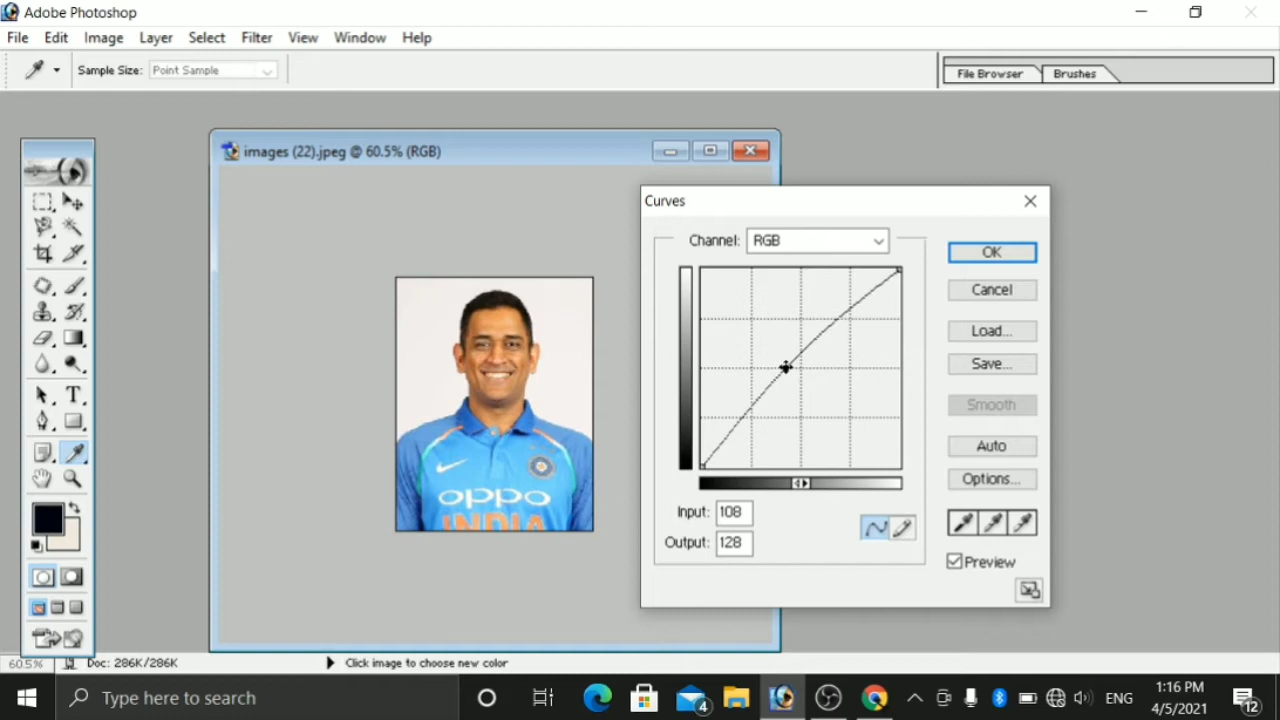 Adobe Photoshop
File Edit Image Layer Select Filter View Window Help
Sample Size: Point Sample
File Browser Brushes
images (22).jpeg @ 60.5% (RGB)
Curves
Channel: RGB
OK
Cancel
Load...
Save...
Smooth
Auto
Options...
Input: 108
Output: 128
Preview
oppo
INDIA
T
60.5% Doc: 286K/286K Click image to choose new color
Type here to search
4
ENG
1:16 PM
4/5/2021
12